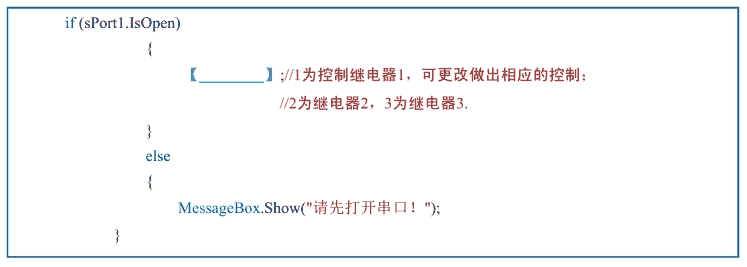 if (sPort1.IsOpen)
{
【________】;//1为控制继电器1，可更改做出相应的控制；
//2为继电器2，3为继电器3.
}
else
{
MessageBox.Show("请先打开串口！");
}